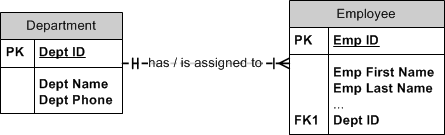 Department
PK Dept ID
Dept Name
Dept Phone
has / is assigned to
Employee
PK Emp ID
Emp First Name
Emp Last Name
...
FK1 Dept ID